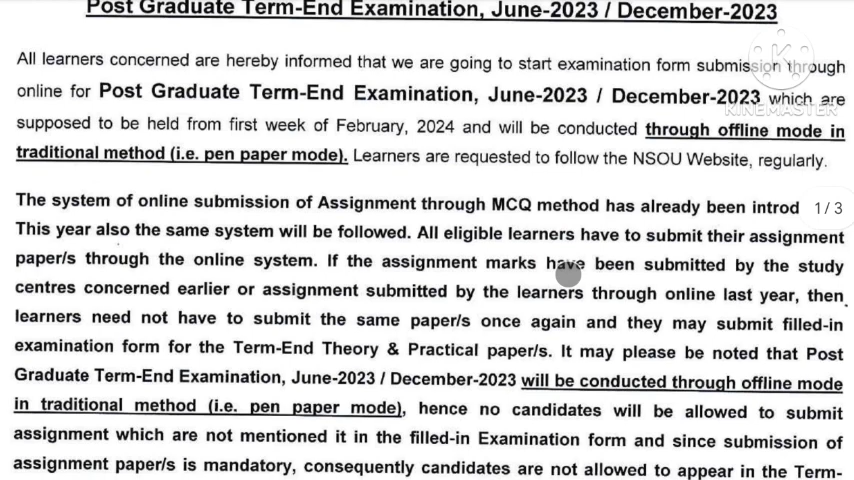 Post Graduate Term-End Examination, June-2023 / December-2023
All learners concerned are hereby informed that we are going to start examination form submission through
online for Post Graduate Term-End Examination, June-2023 / December-2023 which are
supposed to be held from first week of February, 2024 and will be conducted through offline mode in
traditional method (i.e. pen paper mode). Learners are requested to follow the NSOU Website, regularly.
The system of online submission of Assignment through MCQ method has already been introd
This year also the same system will be followed. All eligible learners have to submit their assignment
paper/s through the online system. If the assignment marks have been submitted by the study
centres concerned earlier or assignment submitted by the learners through online last year, then
learners need not have to submit the same paper/s once again and they may submit filled-in
examination form for the Term-End Theory & Practical paper/s. It may please be noted that Post
Graduate Term-End Examination, June-2023 / December-2023 will be conducted through offline mode
in traditional method (i.e. pen paper mode), hence no candidates will be allowed to submit
assignment which are not mentioned it in the filled-in Examination form and since submission of
assignment paper/s is mandatory, consequently candidates are not allowed to appear in the Term-
1/3
KINEMASTER